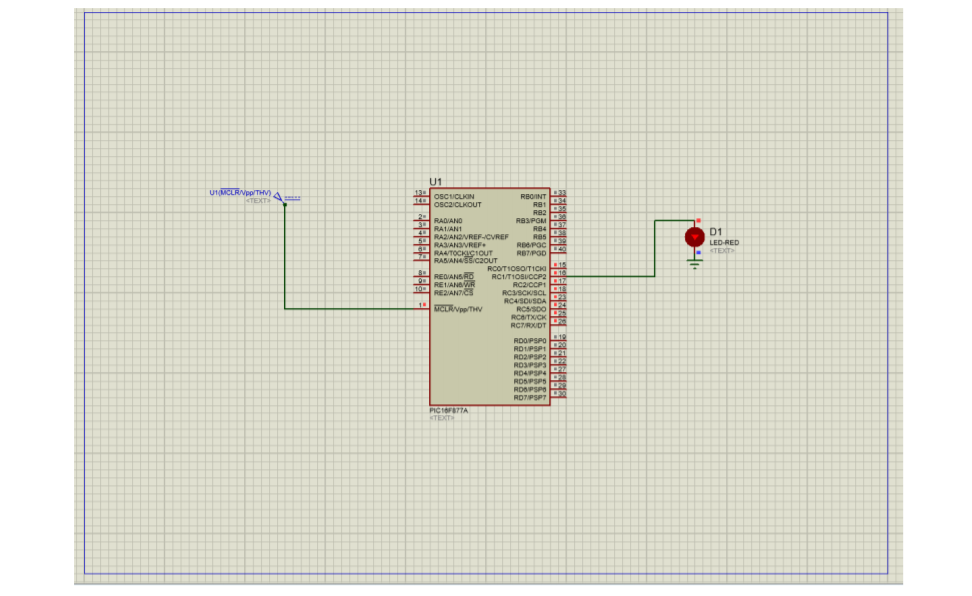 U1
U1(MCLR/Vpp/THV)
<TEXT>
13 OSC1/CLKIN
14 OSC2/CLKOUT
2 RA0/AN0
3 RA1/AN1
4 RA2/AN2/VREF-/CVREF
5 RA3/AN3/VREF+
6 RA4/T0CKI/C1OUT
7 RA5/AN4/SS/C2OUT
8 RE0/AN5/RD
9 RE1/AN6/WR
10 RE2/AN7/CS
1 MCLR/Vpp/THV
RB0/INT 33
RB1 34
RB2 35
RB3/PGM 36
RB4 37
RB5 38
RB6/PGC 39
RB7/PGD 40
RC0/T1OSO/T1CKI 15
RC1/T1OSI/CCP2 16
RC2/CCP1 17
RC3/SCK/SCL 18
RC4/SDI/SDA 23
RC5/SDO 24
RC6/TX/CK 25
RC7/RX/DT 26
RD0/PSP0 19
RD1/PSP1 20
RD2/PSP2 21
RD3/PSP3 22
RD4/PSP4 27
RD5/PSP5 28
RD6/PSP6 29
RD7/PSP7 30
PIC16F877A
<TEXT>
D1
LED-RED
<TEXT>